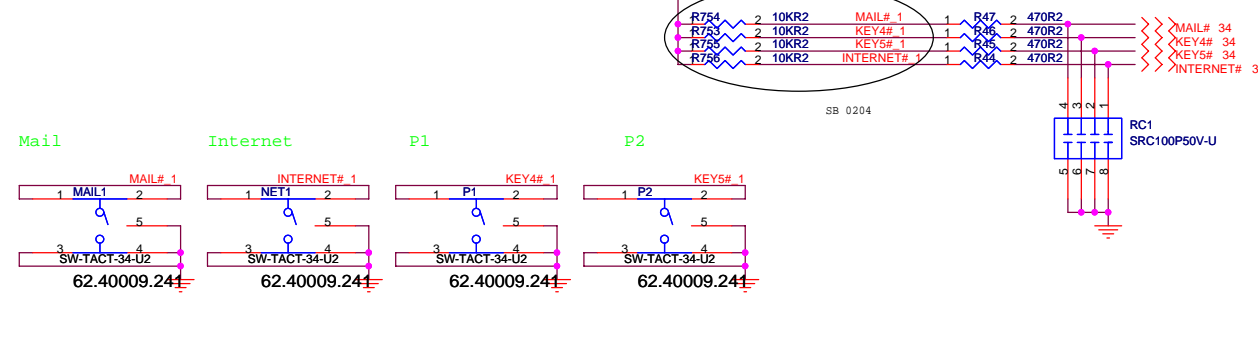 R754 2 10KR2 MAIL#_1 1 R47 2 470R2 MAIL# 34
R753 2 10KR2 KEY4#_1 1 R46 2 470R2 KEY4# 34
R755 2 10KR2 KEY5#_1 1 R45 2 470R2 KEY5# 34
R756 2 10KR2 INTERNET#_1 1 R44 2 470R2 INTERNET# 3
SB 0204
4 3 2 1
RC1
SRC100P50V-U
5 6 7 8
Mail Internet P1 P2
MAIL#_1 INTERNET#_1 KEY4#_1 KEY5#_1
1 MAIL1 2 1 NET1 2 1 P1 2 1 P2 2
5 5 5 5
3 4 3 4 3 4 3 4
SW-TACT-34-U2 SW-TACT-34-U2 SW-TACT-34-U2 SW-TACT-34-U2
62.40009.241 62.40009.241 62.40009.241 62.40009.241